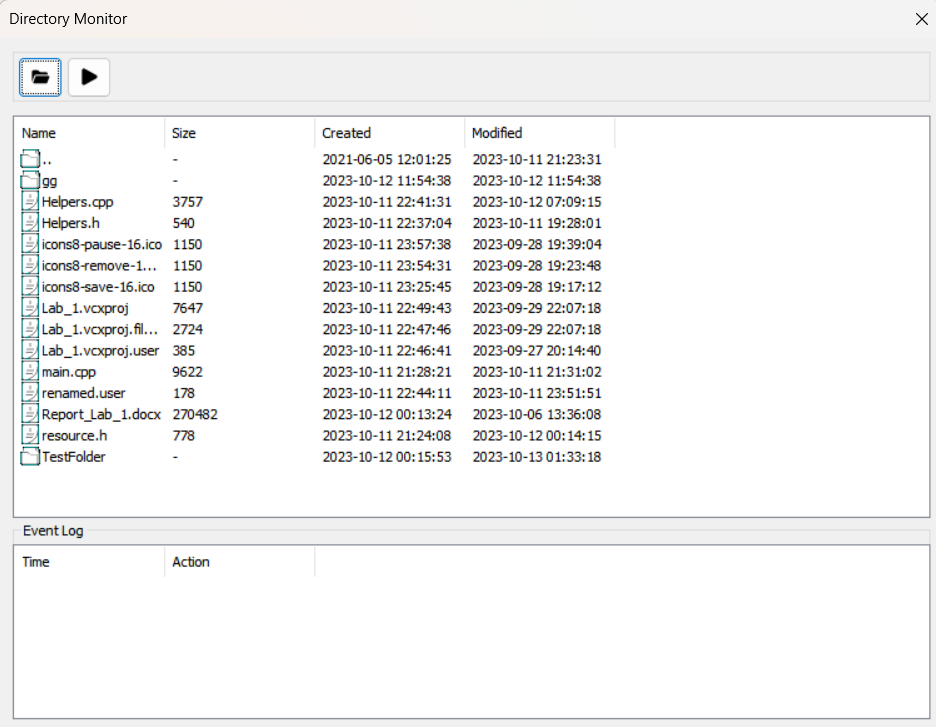 Directory Monitor
Name Size Created Modified
.. - 2021-06-05 12:01:25 2023-10-11 21:23:31
gg - 2023-10-12 11:54:38 2023-10-12 11:54:38
Helpers.cpp 3757 2023-10-11 22:41:31 2023-10-12 07:09:15
Helpers.h 540 2023-10-11 22:37:04 2023-10-11 19:28:01
icons8-pause-16.ico 1150 2023-10-11 23:57:38 2023-09-28 19:39:04
icons8-remove-1... 1150 2023-10-11 23:54:31 2023-09-28 19:23:48
icons8-save-16.ico 1150 2023-10-11 23:25:45 2023-09-28 19:17:12
Lab_1.vcxproj 7647 2023-10-11 22:49:43 2023-09-29 22:07:18
Lab_1.vcxproj.fil... 2724 2023-10-11 22:47:46 2023-09-29 22:07:18
Lab_1.vcxproj.user 385 2023-10-11 22:46:41 2023-09-27 20:14:40
main.cpp 9622 2023-10-11 21:28:21 2023-10-11 21:31:02
renamed.user 178 2023-10-11 22:44:11 2023-10-11 23:51:51
Report_Lab_1.docx 270482 2023-10-12 00:13:24 2023-10-06 13:36:08
resource.h 778 2023-10-11 21:24:08 2023-10-12 00:14:15
TestFolder - 2023-10-12 00:15:53 2023-10-13 01:33:18
Event Log
Time Action